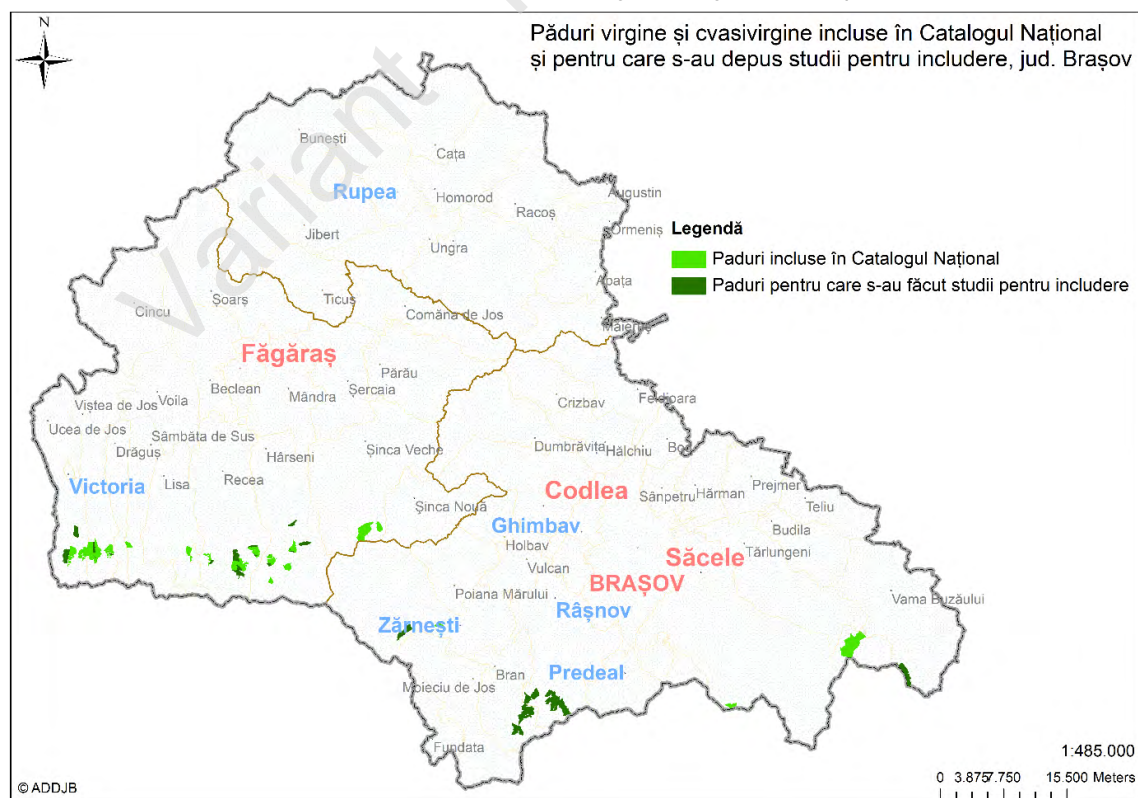 N
Păduri virgine și cvasivirgine incluse în Catalogul Național
și pentru care s-au depus studii pentru includere, jud. Brașov
Variant
Bunești
Cața
Rupea
Homorod
Augustin
Racoș
Ormeniș
Jibert
Ungra
Legendă
Paduri incluse în Catalogul Național
Paduri pentru care s-au făcut studii pentru includere
Apața
Șoarș
Ticus
Cincu
Comăna de Jos
Măieruș
Făgăraș
Părău
Beclean
Șercaia
Mândra
Voila
Viștea de Jos
Crizbav
Feldioara
Ucea de Jos
Sâmbăta de Sus
Drăguș
Hârseni
Șinca Veche
Dumbrăvița
Hălchiu
Bod
Victoria
Lisa
Recea
Codlea
Sânpetru
Hărman
Prejmer
Teliu
Șinca Nouă
Ghimbav
Budila
Holbav
Săcele
Tărlungeni
Vulcan
BRAȘOV
Poiana Mărului
Râșnov
Vama Buzăului
Zărnești
Bran
Predeal
Moieciu de Jos
Fundata
1:485.000
0 3.875 7.750 15.500 Meters
© ADDJB